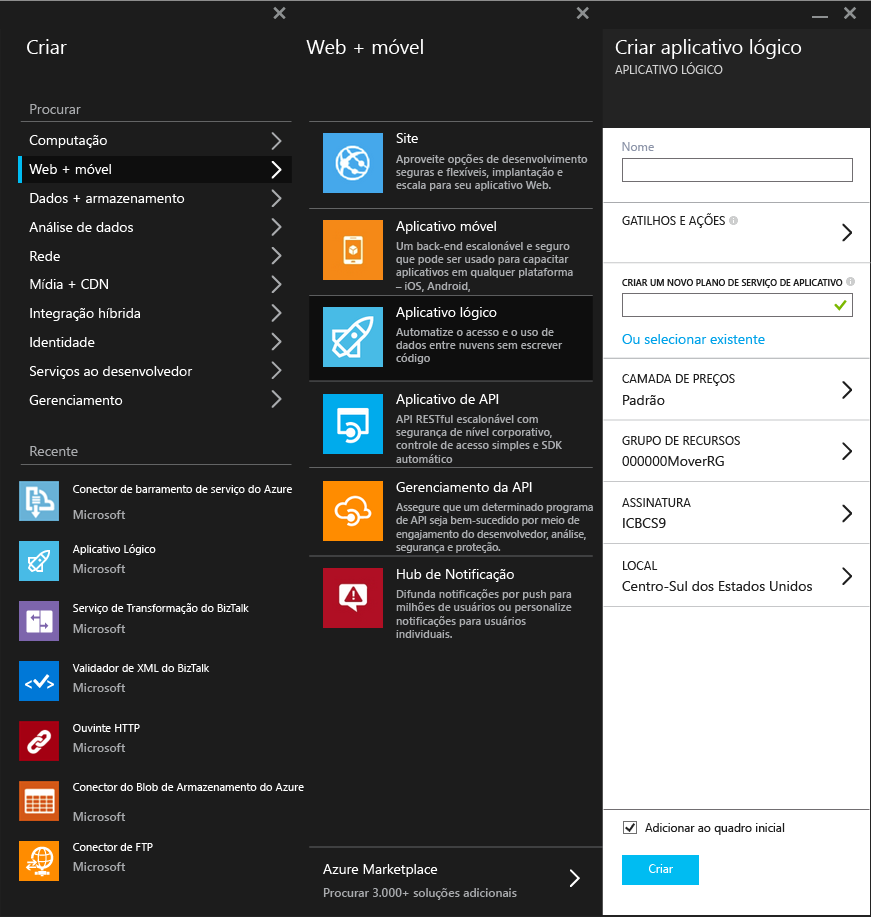 Criar
Procurar
Computação
Web + móvel
Dados + armazenamento
Análise de dados
Rede
Mídia + CDN
Integração híbrida
Identidade
Serviços ao desenvolvedor
Gerenciamento
Recente
Conector de barramento de serviço do Azure
Microsoft
Aplicativo Lógico
Microsoft
Serviço de Transformação do BizTalk
Microsoft
Validador de XML do BizTalk
Microsoft
Ouvinte HTTP
Microsoft
Conector do Blob de Armazenamento do Azure
Microsoft
Conector de FTP
Microsoft
Web + móvel
Site
Aproveite opções de desenvolvimento
seguras e flexíveis, implantação e
escala para seu aplicativo Web.
Aplicativo móvel
Um back-end escalonável e seguro
que pode ser usado para capacitar
aplicativos em qualquer plataforma
– iOS, Android,
Aplicativo lógico
Automatize o acesso e o uso de
dados entre nuvens sem escrever
código
Aplicativo de API
API RESTful escalonável com
segurança de nível corporativo,
controle de acesso simples e SDK
automático
Gerenciamento da API
Assegure que um determinado programa
de API seja bem-sucedido por meio de
engajamento do desenvolvedor, análise,
segurança e proteção.
Hub de Notificação
Difunda notificações por push para
milhões de usuários ou personalize
notificações para usuários
individuais.
Azure Marketplace
Procurar 3.000+ soluções adicionais
Criar aplicativo lógico
APLICATIVO LÓGICO
Nome
GATILHOS E AÇÕES
CRIAR UM NOVO PLANO DE SERVIÇO DE APLICATIVO
Ou selecionar existente
CAMADA DE PREÇOS
Padrão
GRUPO DE RECURSOS
000000MoverRG
ASSINATURA
ICBCS9
LOCAL
Centro-Sul dos Estados Unidos
Adicionar ao quadro inicial
Criar